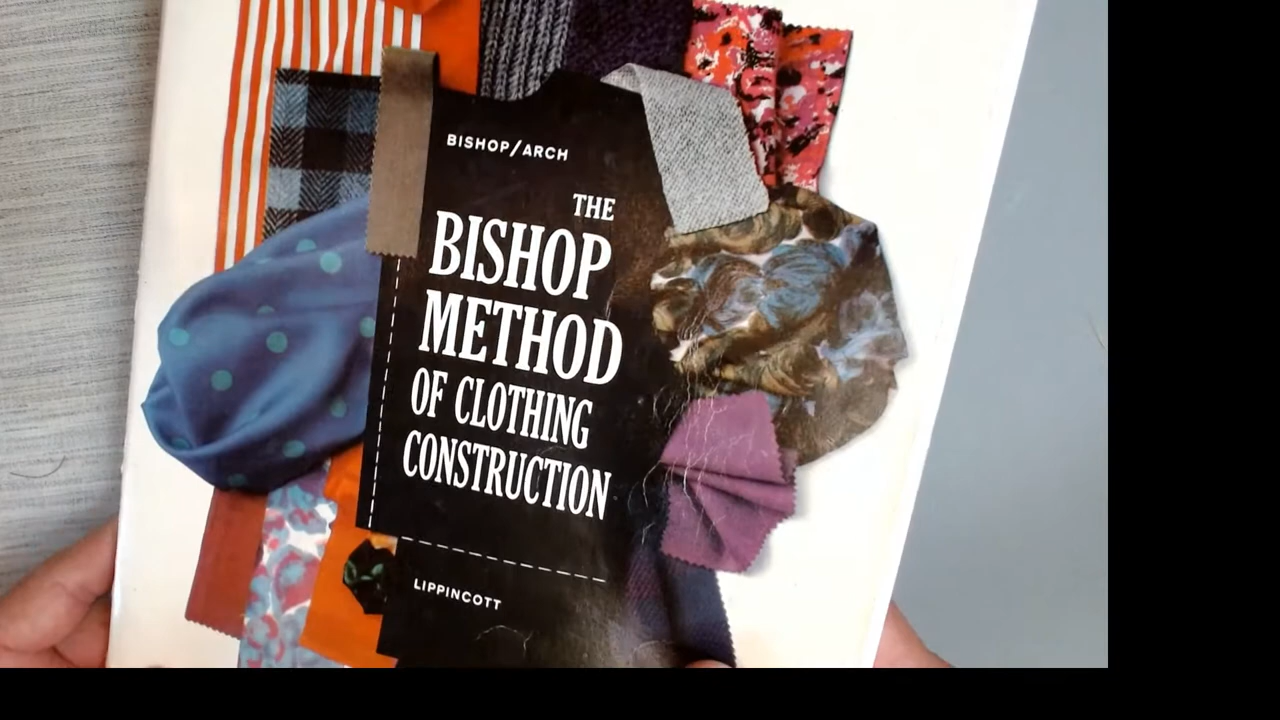 BISHOP/ARCH
THE
BISHOP
METHOD
OF CLOTHING
CONSTRUCTION
LIPPINCOTT